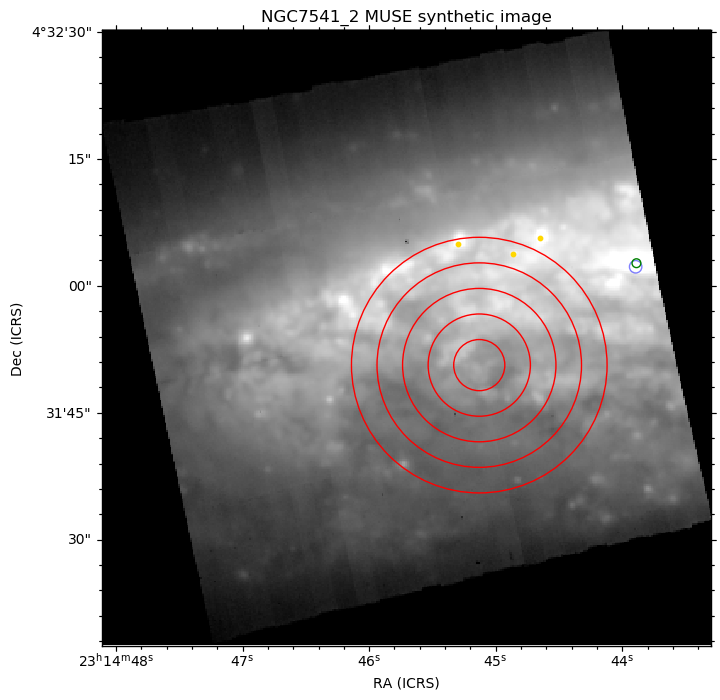 NGC7541_2 MUSE synthetic image
4°32'30"
15"
00"
31'45"
30"
Dec (ICRS)
23ʰ14ᵐ48ˢ
47ˢ
46ˢ
45ˢ
44ˢ
RA (ICRS)